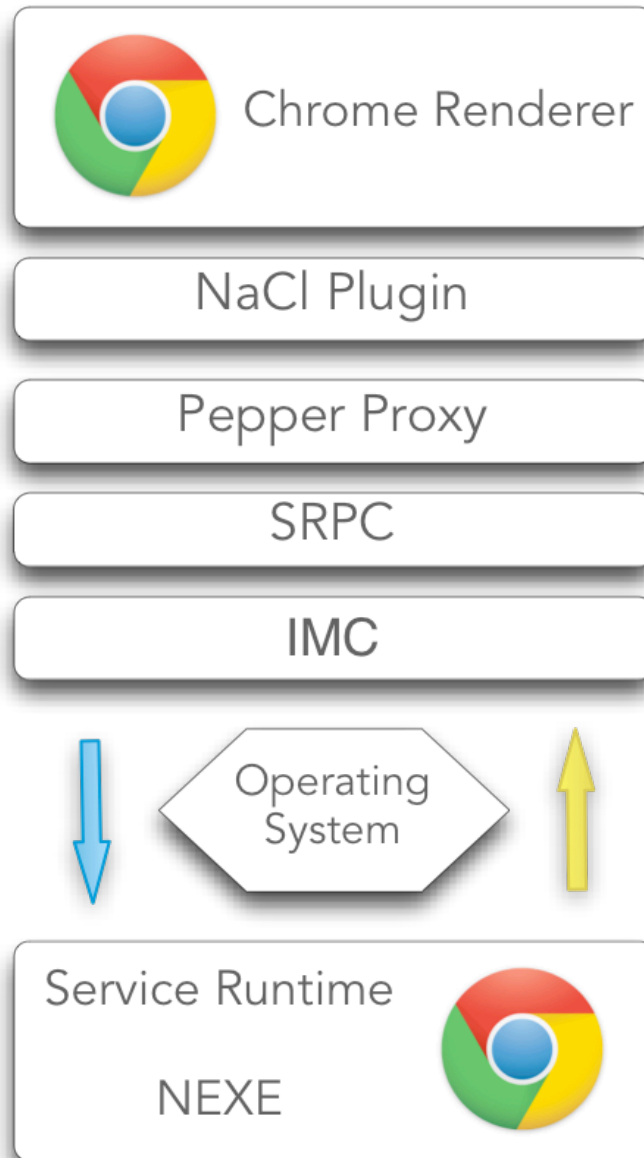 Chrome Renderer
NaCl Plugin
Pepper Proxy
SRPC
IMC
Operating
System
Service Runtime
NEXE